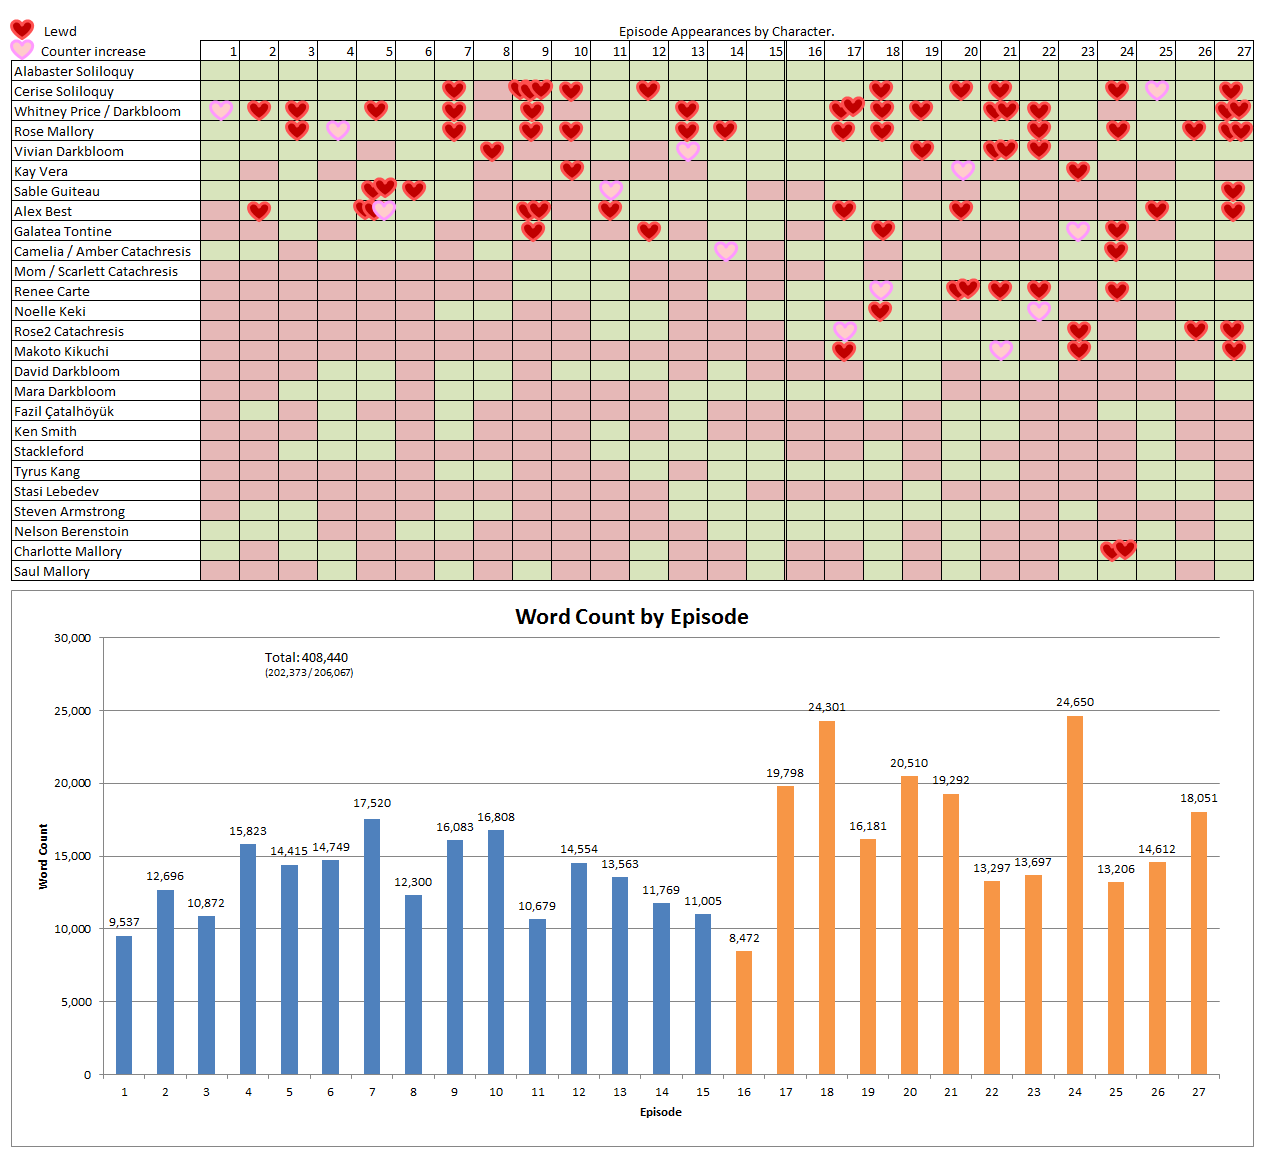 Lewd
Episode Appearances by Character.
Counter increase
1 2 3 4 5 6 7 8 9 10 11 12 13 14 15 16 17 18 19 20 21 22 23 24 25 26 27
Alabaster Soliloquy
Cerise Soliloquy
Whitney Price / Darkbloom
Rose Mallory
Vivian Darkbloom
Kay Vera
Sable Guiteau
Alex Best
Galatea Tontine
Camelia / Amber Catachresis
Mom / Scarlett Catachresis
Renee Carte
Noelle Keki
Rose2 Catachresis
Makoto Kikuchi
David Darkbloom
Mara Darkbloom
Fazil Çatalhöyük
Ken Smith
Stackleford
Tyrus Kang
Stasi Lebedev
Steven Armstrong
Nelson Berenstoin
Charlotte Mallory
Saul Mallory
Word Count by Episode
Total: 408,440
(202,373 / 206,067)
Word Count
30,000
25,000
20,000
15,000
10,000
5,000
0
9,537
12,696
10,872
15,823
14,415
14,749
17,520
12,300
16,083
16,808
10,679
14,554
13,563
11,769
11,005
8,472
19,798
24,301
16,181
20,510
19,292
13,297
13,697
24,650
13,206
14,612
18,051
1 2 3 4 5 6 7 8 9 10 11 12 13 14 15 16 17 18 19 20 21 22 23 24 25 26 27
Episode